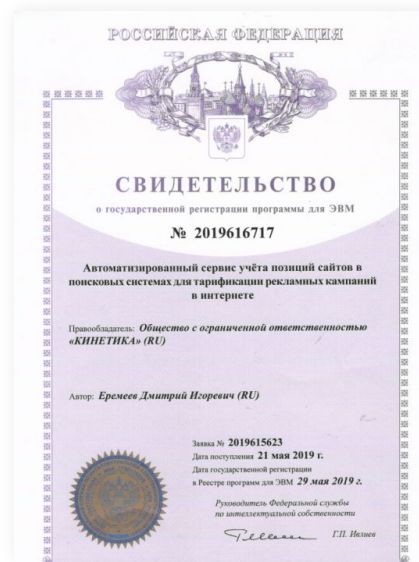 РОССИЙСКАЯ ФЕДЕРАЦИЯ
СВИДЕТЕЛЬСТВО
о государственной регистрации программы для ЭВМ
№ 2019616717
Автоматизированный сервис учёта позиций сайтов в
поисковых системах для тарификации рекламных кампаний
в интернете
Правообладатель: Общество с ограниченной ответственностью
«КИНЕТИКА» (RU)
Автор: Еремеев Дмитрий Игоревич (RU)
Заявка № 2019615623
Дата поступления 21 мая 2019 г.
Дата государственной регистрации
в Реестре программ для ЭВМ 29 мая 2019 г.
Руководитель Федеральной службы
по интеллектуальной собственности
Г.П. Ивлиев